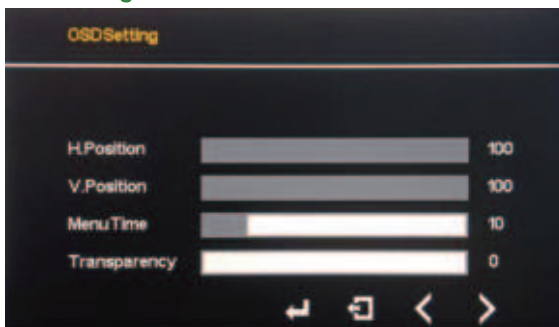 OSDSetting
H.Position 100
V.Position 100
MenuTime 10
Transparency 0